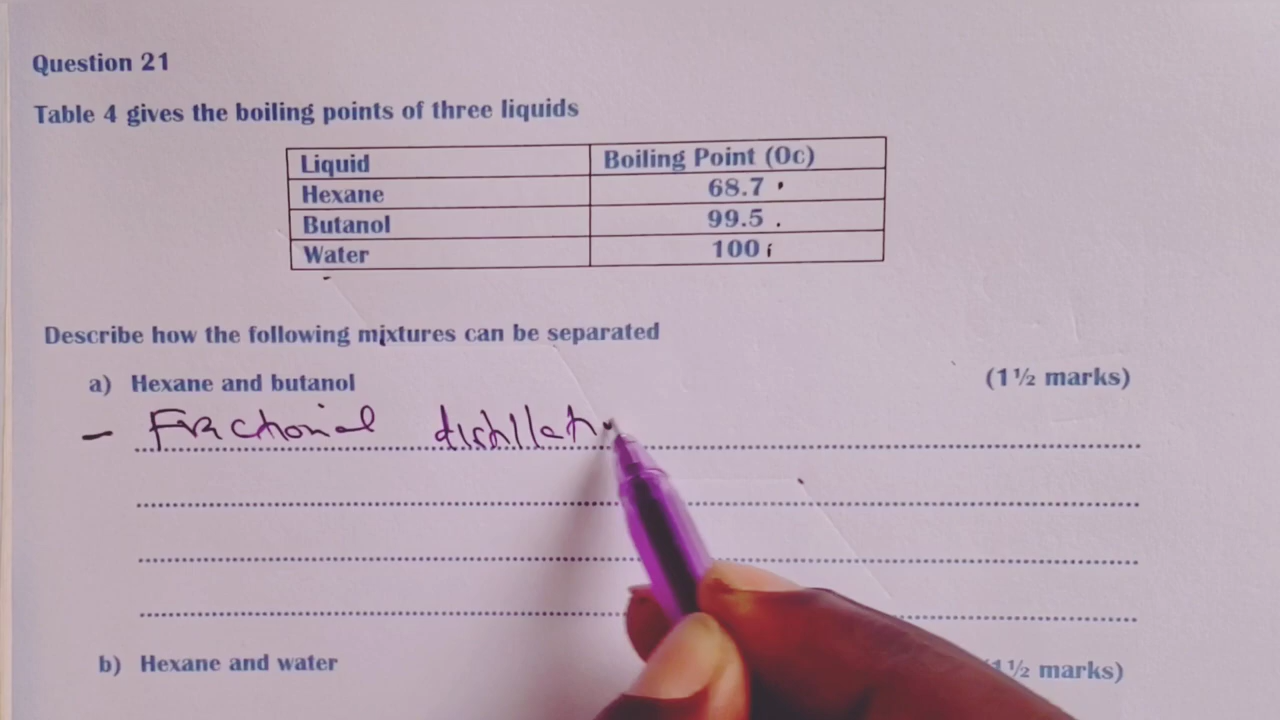 Question 21
Table 4 gives the boiling points of three liquids
Liquid Boiling Point (Oc)
Hexane 68.7
Butanol 99.5
Water 100
Describe how the following mixtures can be separated
a) Hexane and butanol (1½ marks)
- Fractional distillati
b) Hexane and water (1½ marks)